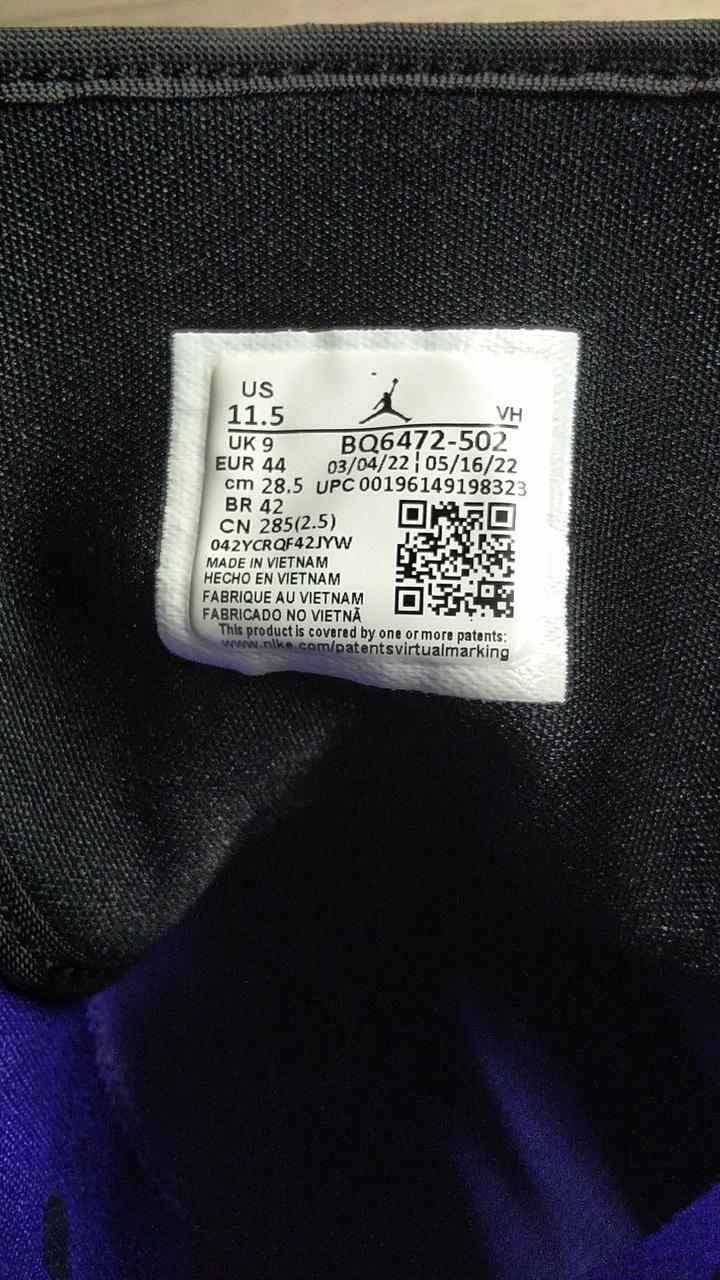 US
11.5
VH
UK 9
BQ6472-502
EUR 44
03/04/22 | 05/16/22
cm 28.5
UPC 00196149198323
BR 42
CN 285(2.5)
042YCRQF42JYW
MADE IN VIETNAM
HECHO EN VIETNAM
FABRIQUE AU VIETNAM
FABRICADO NO VIETNÃ
This product is covered by one or more patents:
www.nike.com/patentsvirtualmarking